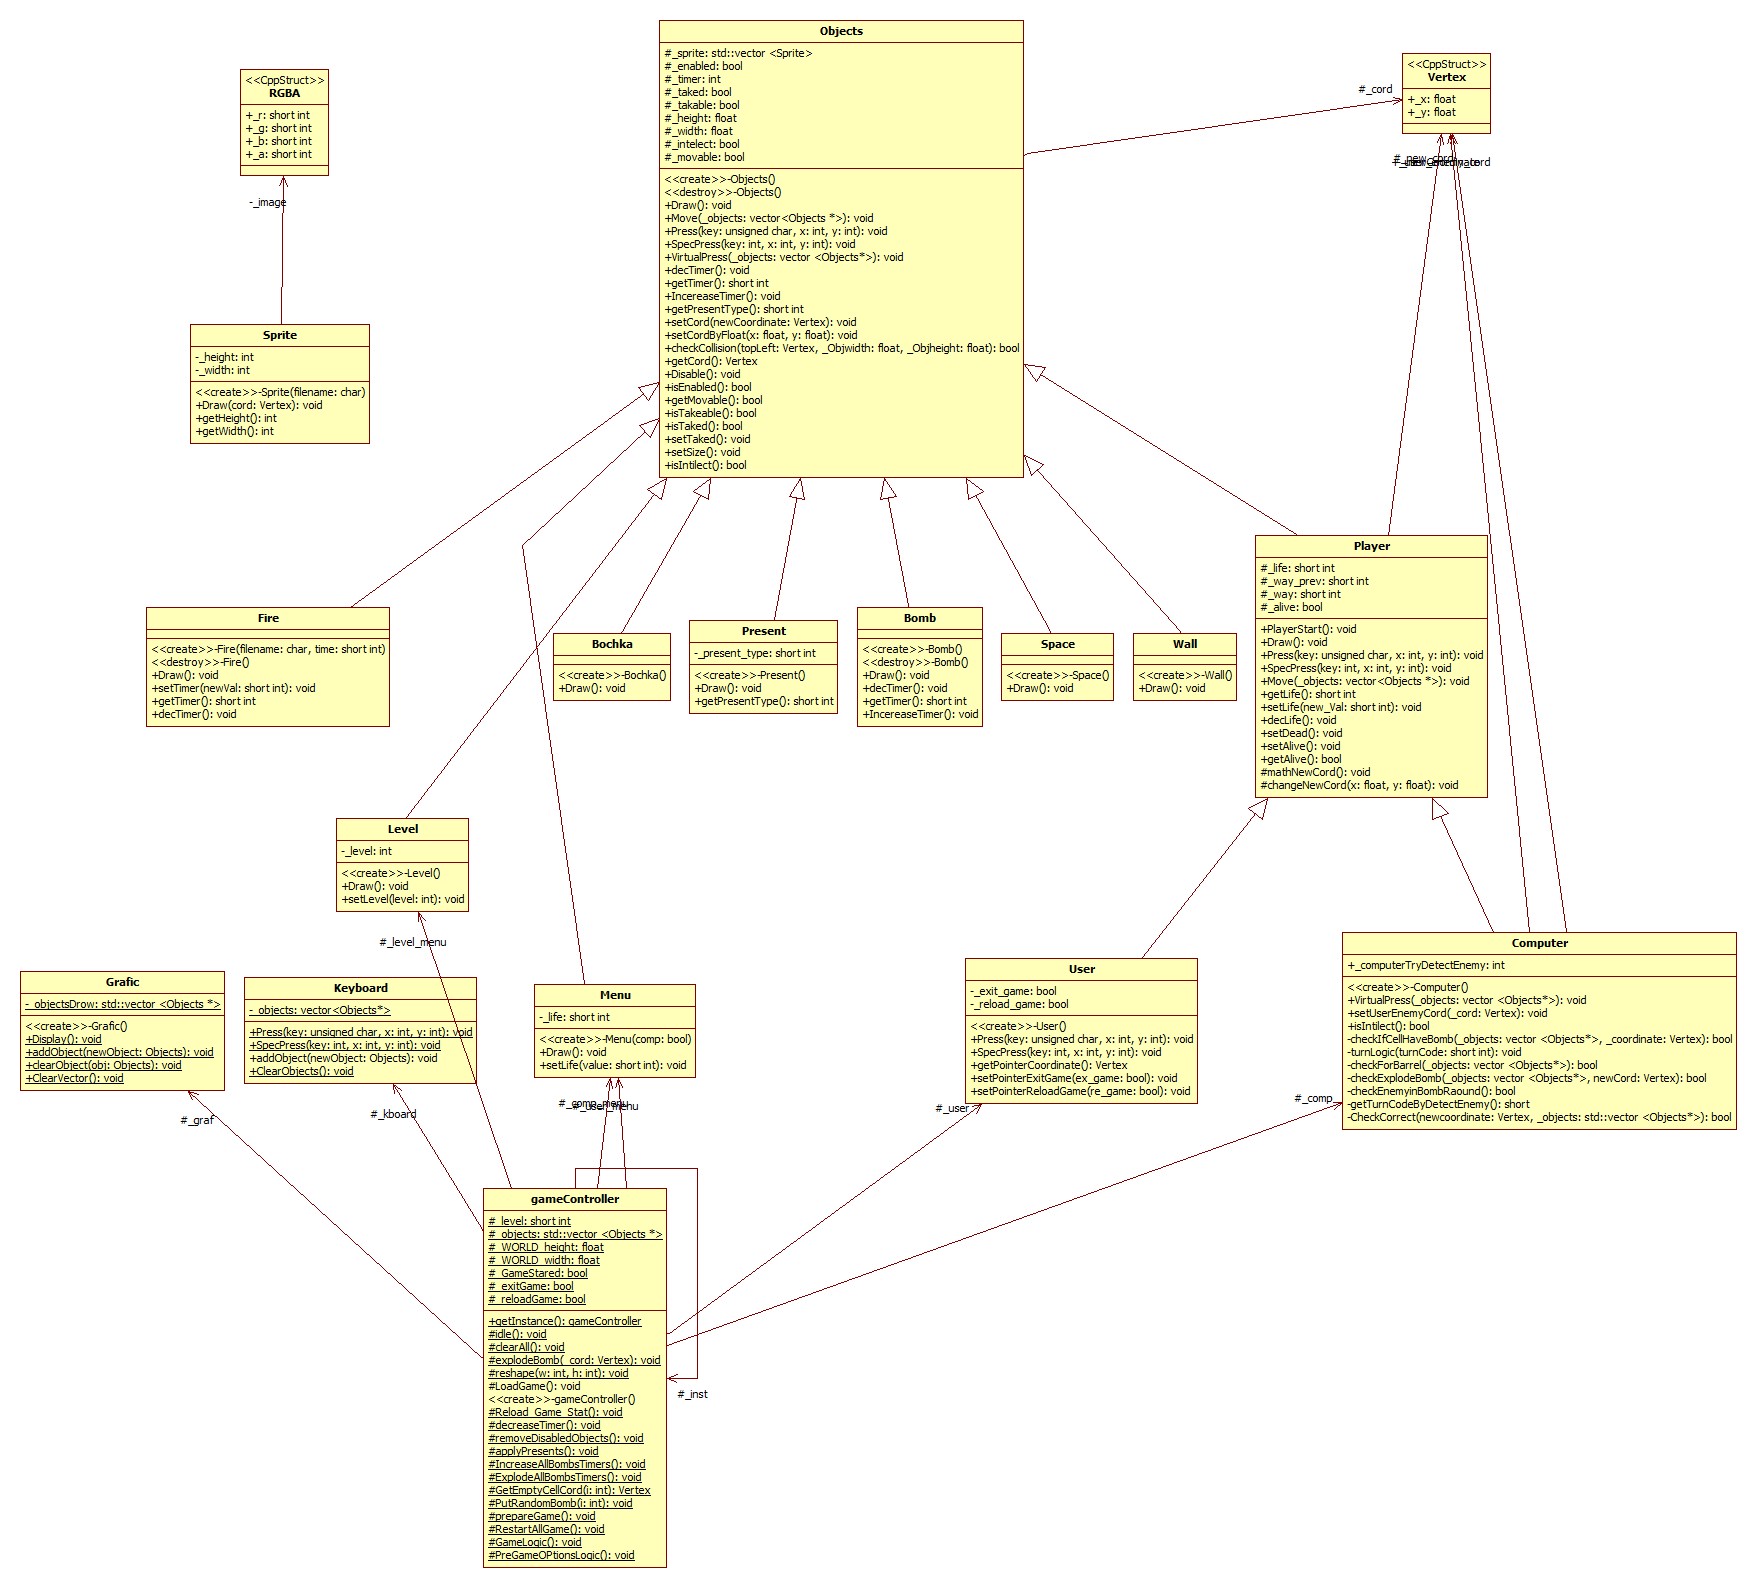 Objects
#_sprite: std::vector <Sprite>
#_enabled: bool
#_timer: int
#_taked: bool
#_takable: bool
#_height: float
#_width: float
#_intelect: bool
#_movable: bool
<<create>>-Objects()
<<destroy>>-Objects()
+Draw(): void
+Move(_objects: vector<Objects *>): void
+Press(key: unsigned char, x: int, y: int): void
+SpecPress(key: int, x: int, y: int): void
+VirtualPress(_objects: vector <Objects*>): void
+decTimer(): void
+getTimer(): short int
+IncereaseTimer(): void
+getPresentType(): short int
+setCord(newCoordinate: Vertex): void
+setCordByFloat(x: float, y: float): void
+checkCollision(topLeft: Vertex, _Objwidth: float, _Objheight: float): bool
+getCord(): Vertex
+Disable(): void
+isEnabled(): bool
+getMovable(): bool
+isTakeable(): bool
+isTaked(): bool
+setTaked(): void
+setSize(): void
+isIntilect(): bool
<<CppStruct>>
RGBA
+_r: short int
+_g: short int
+_b: short int
+_a: short int
-_image
<<CppStruct>>
Vertex
+_x: float
+_y: float
#_cord
Sprite
-_height: int
-_width: int
<<create>>-Sprite(filename: char)
+Draw(cord: Vertex): void
+getHeight(): int
+getWidth(): int
Player
#_life: short int
#_way_prev: short int
#_way: short int
#_alive: bool
+PlayerStart(): void
+Draw(): void
+Press(key: unsigned char, x: int, y: int): void
+SpecPress(key: int, x: int, y: int): void
+Move(_objects: vector<Objects *>): void
+getLife(): short int
+setLife(new_Val: short int): void
+decLife(): void
+setDead(): void
+setAlive(): void
+getAlive(): bool
#mathNewCord(): void
#changeNewCord(x: float, y: float): void
Fire
<<create>>-Fire(filename: char, time: short int)
<<destroy>>-Fire()
+Draw(): void
+setTimer(newVal: short int): void
+getTimer(): short int
+decTimer(): void
Bochka
<<create>>-Bochka()
+Draw(): void
Present
-_present_type: short int
<<create>>-Present()
+Draw(): void
+getPresentType(): short int
Bomb
<<create>>-Bomb()
<<destroy>>-Bomb()
+Draw(): void
+decTimer(): void
+getTimer(): short int
+IncereaseTimer(): void
Space
<<create>>-Space()
+Draw(): void
Wall
<<create>>-Wall()
+Draw(): void
Level
-_level: int
<<create>>-Level()
+Draw(): void
+setLevel(level: int): void
#_level_menu
Grafic
-_objectsDrow: std::vector <Objects *>
<<create>>-Grafic()
+Display(): void
+addObject(newObject: Objects): void
+clearObject(obj: Objects): void
+ClearVector(): void
#_graf
Keyboard
-_objects: vector<Objects*>
+Press(key: unsigned char, x: int, y: int): void
+SpecPress(key: int, x: int, y: int): void
+addObject(newObject: Objects): void
+ClearObjects(): void
#_kboard
Menu
-_life: short int
<<create>>-Menu(comp: bool)
+Draw(): void
+setLife(value: short int): void
#_comp_menu
#_user_menu
User
-_exit_game: bool
-_reload_game: bool
<<create>>-User()
+Press(key: unsigned char, x: int, y: int): void
+SpecPress(key: int, x: int, y: int): void
+getPointerCoordinate(): Vertex
+setPointerExitGame(ex_game: bool): void
+setPointerReloadGame(re_game: bool): void
#_user
Computer
+_computerTryDetectEnemy: int
<<create>>-Computer()
+VirtualPress(_objects: vector <Objects*>): void
+setUserEnemyCord(_cord: Vertex): void
+isIntilect(): bool
-checkIfCellHaveBomb(_objects: vector <Objects*>, _coordinate: Vertex): bool
-turnLogic(turnCode: short int): void
-checkForBarrel(_objects: vector <Objects*>): bool
-checkExplodeBomb(_objects: vector <Objects*>, newCord: Vertex): bool
-checkEnemyinBombRaound(): bool
-getTurnCodeByDetectEnemy(): short
-CheckCorrect(newcoordinate: Vertex, _objects: std::vector <Objects*>): bool
#_comp
gameController
#_level: short int
#_objects: std::vector <Objects *>
#_WORLD_height: float
#_WORLD_width: float
#_GameStared: bool
#_exitGame: bool
#_reloadGame: bool
+getInstance(): gameController
#idle(): void
#clearAll(): void
#explodeBomb(_cord: Vertex): void
#reshape(w: int, h: int): void
#LoadGame(): void
<<create>>-gameController()
#Reload_Game_Stat(): void
#decreaseTimer(): void
#removeDisabledObjects(): void
#applyPresents(): void
#IncreaseAllBombsTimers(): void
#ExplodeAllBombsTimers(): void
#GetEmptyCellCord(i: int): Vertex
#PutRandomBomb(i: int): void
#prepareGame(): void
#RestartAllGame(): void
#GameLogic(): void
#PreGameOPtionsLogic(): void
#_inst